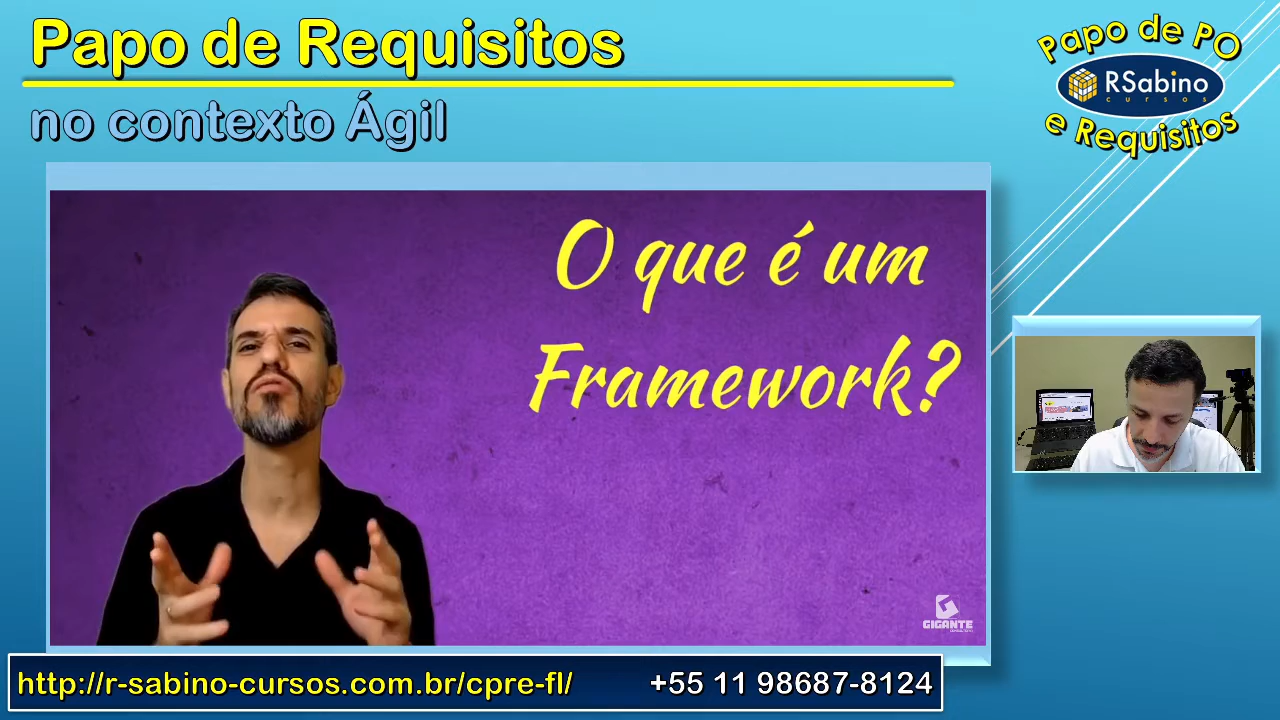 Papo de Requisitos
no contexto Ágil
Papo de PO
RSabino
cursos
e Requisitos
O que é um
Framework?
GIGANTE
http://r-sabino-cursos.com.br/cpre-fl/ +55 11 98687-8124